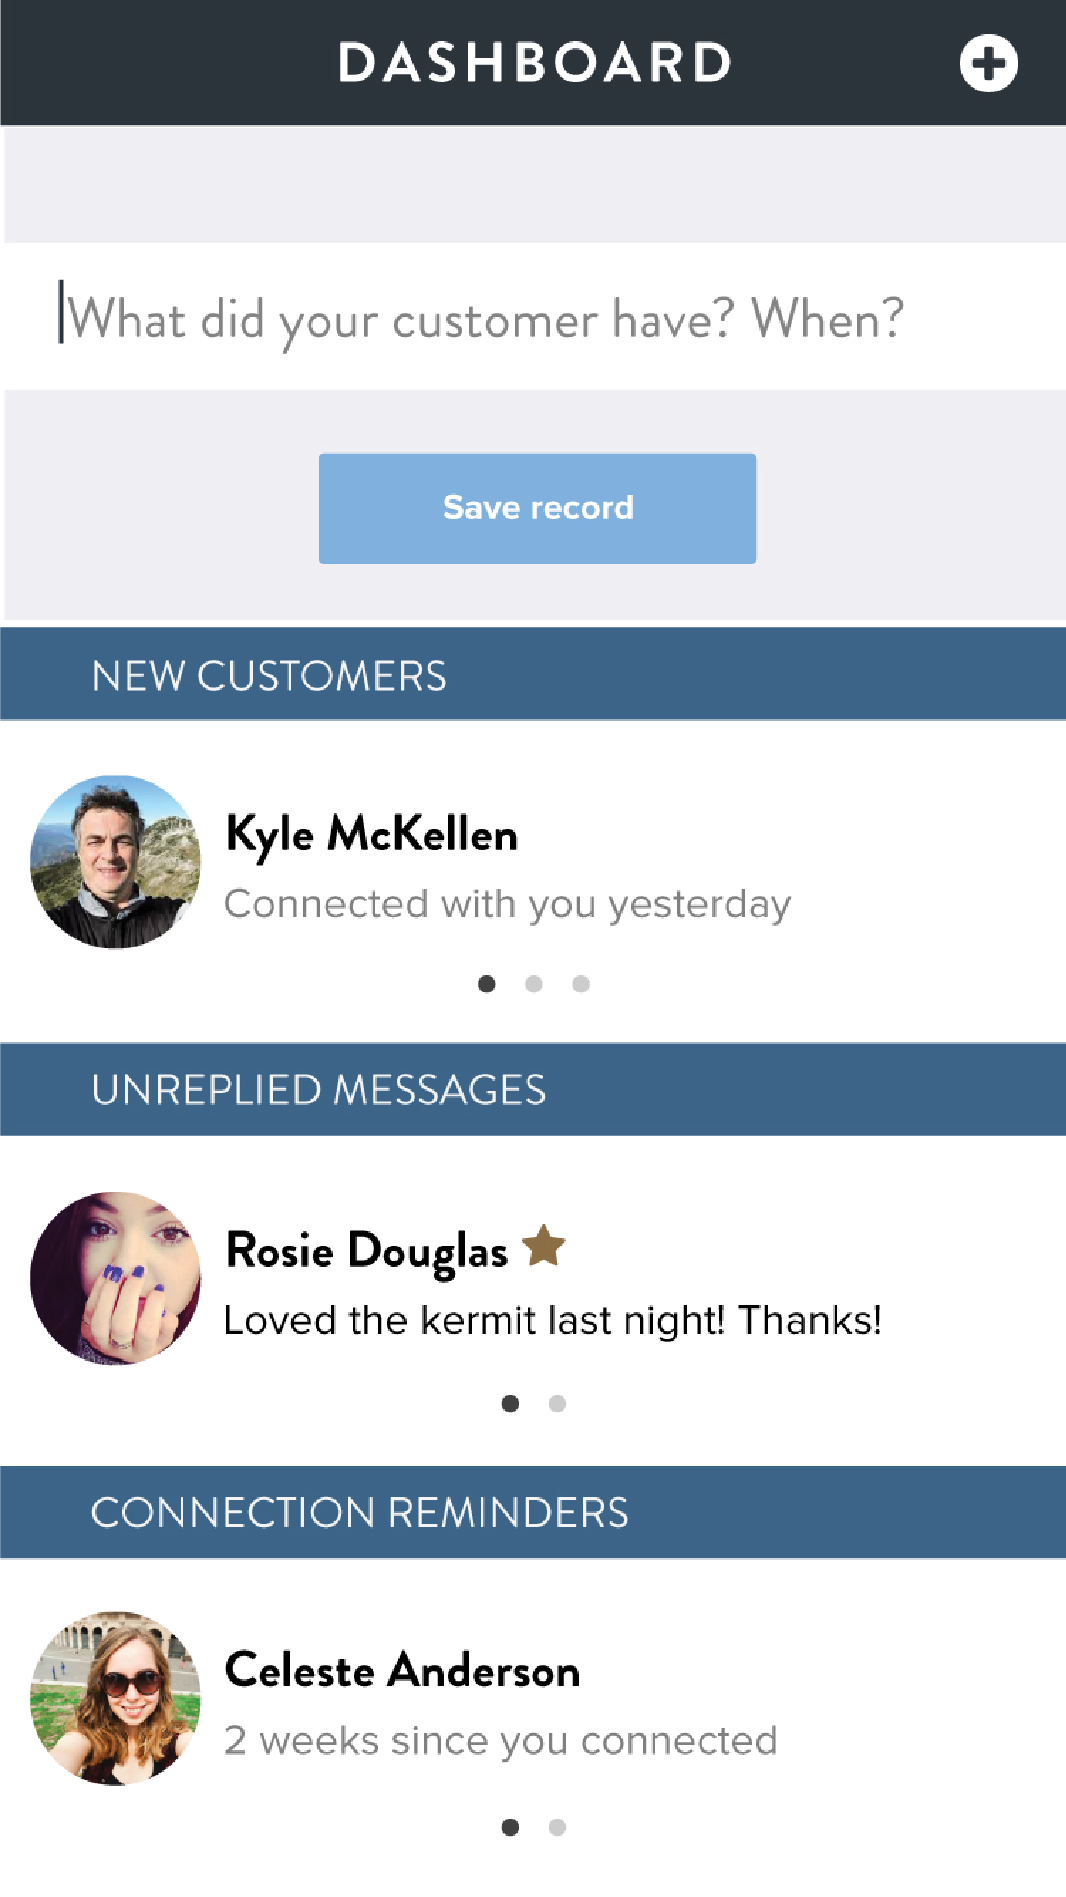 DASHBOARD
What did your customer have? When?
Save record
NEW CUSTOMERS
Kyle McKellen
Connected with you yesterday
UNREPLIED MESSAGES
Rosie Douglas
Loved the kermit last night! Thanks!
CONNECTION REMINDERS
Celeste Anderson
2 weeks since you connected